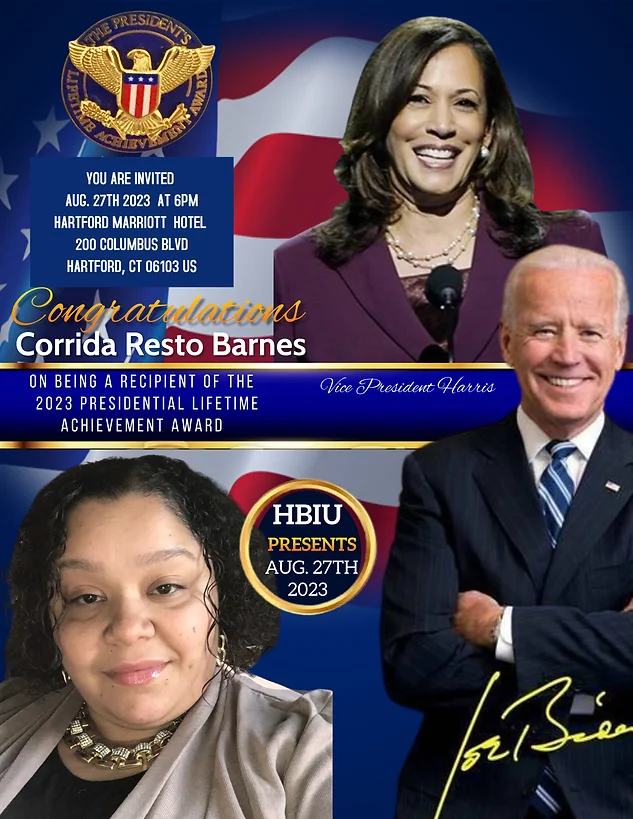 THE PRESIDENT'S
LIFETIME ACHIEVEMENT AWARD
YOU ARE INVITED
AUG. 27TH 2023 AT 6PM
HARTFORD MARRIOTT HOTEL
200 COLUMBUS BLVD
HARTFORD, CT 06103 US
Congratulations
Corrida Resto Barnes
ON BEING A RECIPIENT OF THE
2023 PRESIDENTIAL LIFETIME
ACHIEVEMENT AWARD
Vice President Harris
HBIU
PRESENTS
AUG. 27TH
2023
Joe Biden